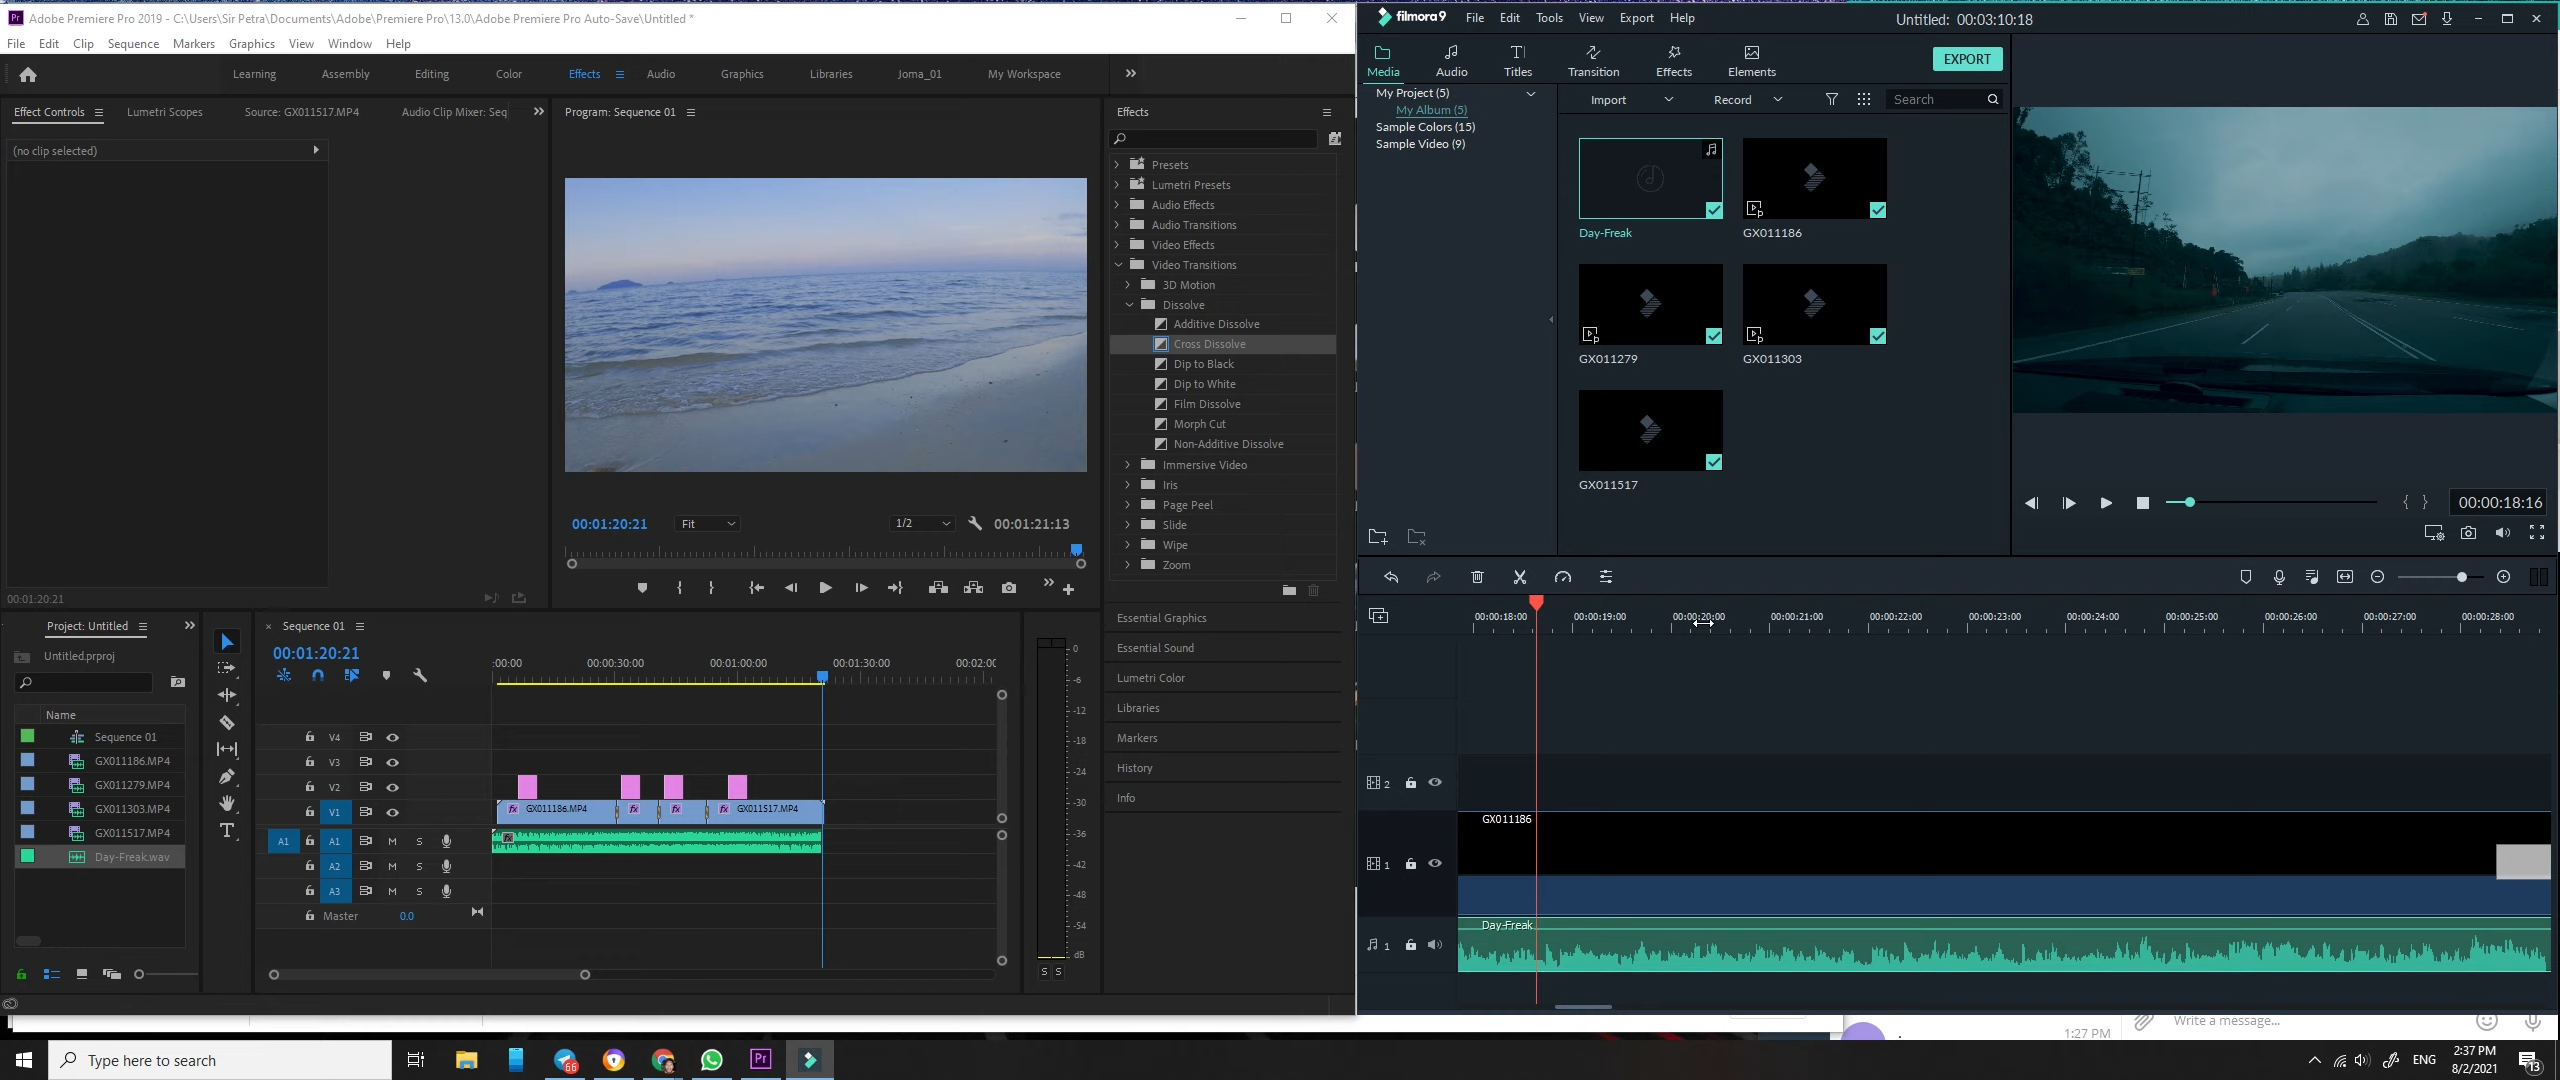 Adobe Premiere Pro 2019 - C:\Users\Sir Petra\Documents\Adobe\Premiere Pro\13.0\Adobe Premiere Pro Auto-Save\Untitled *
File Edit Clip Sequence Markers Graphics View Window Help
Learning Assembly Editing Color Effects Audio Graphics Libraries Joma_01 My Workspace
Effect Controls Lumetri Scopes Source: GX011517.MP4 Audio Clip Mixer: Seq
(no clip selected)
00:01:20:21
Program: Sequence 01
00:01:20:21 Fit 1/2 00:01:21:13
Effects
Presets
Lumetri Presets
Audio Effects
Audio Transitions
Video Effects
Video Transitions
3D Motion
Dissolve
Additive Dissolve
Cross Dissolve
Dip to Black
Dip to White
Film Dissolve
Morph Cut
Non-Additive Dissolve
Immersive Video
Iris
Page Peel
Slide
Wipe
Zoom
Essential Graphics
Essential Sound
Lumetri Color
Libraries
Markers
History
Info
Project: Untitled
Untitled.prproj
Name
Sequence 01
GX011186.MP4
GX011279.MP4
GX011303.MP4
GX011517.MP4
Day-Freak.wav
Sequence 01
00:01:20:21
:00:00 00:00:30:00 00:01:00:00 00:01:30:00 00:02:00
V4
V3
V2
V1 fx GX011186.MP4 fx fx fx GX011517.MP4
A1 A1 M S fx
A2 M S
A3 M S
Master 0.0
0
-6
-12
-18
-24
-30
-36
-42
-48
-54
dB
S S
filmora9 File Edit Tools View Export Help Untitled: 00:03:10:18
Media Audio Titles Transition Effects Elements EXPORT
My Project (5)
My Album (5)
Sample Colors (15)
Sample Video (9)
Import Record Search
Day-Freak GX011186
GX011279 GX011303
GX011517
00:00:18:16
00:00:18:00 00:00:19:00 00:00:20:00 00:00:21:00 00:00:22:00 00:00:23:00 00:00:24:00 00:00:25:00 00:00:26:00 00:00:27:00 00:00:28:00
2
GX011186
1
Day-Freak
1
1:27 PM Write a message...
Type here to search
66 Pr
ENG 2:37 PM
8/2/2021 13